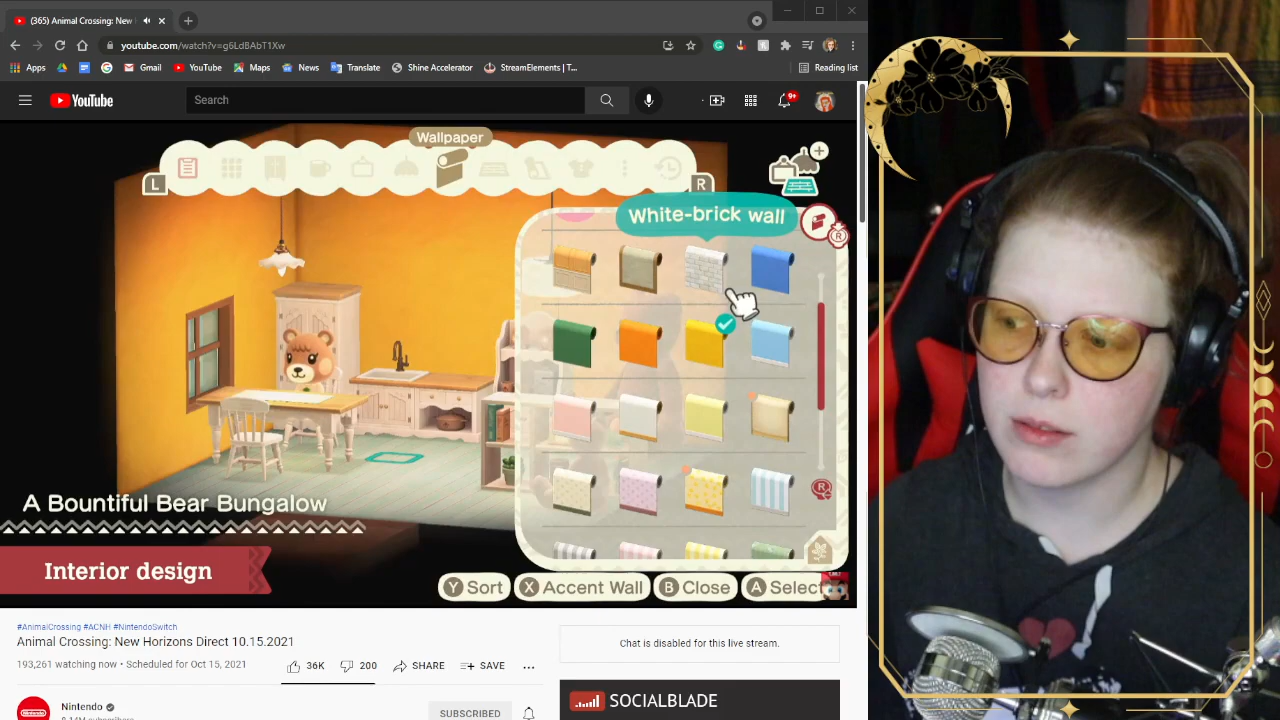 (365) Animal Crossing: New
youtube.com/watch?v=g6LdBAbT1Xw
Apps Gmail YouTube Maps News Translate Shine Accelerator StreamElements | T... Reading list
YouTube
Search
9+
Wallpaper
L
R
White-brick wall
R
A Bountiful Bear Bungalow
Interior design
Y Sort X Accent Wall B Close A Select
#AnimalCrossing #ACNH #NintendoSwitch
Animal Crossing: New Horizons Direct 10.15.2021
193,261 watching now • Scheduled for Oct 15, 2021
36K 200 SHARE SAVE
Chat is disabled for this live stream.
Nintendo
SUBSCRIBED
SOCIALBLADE